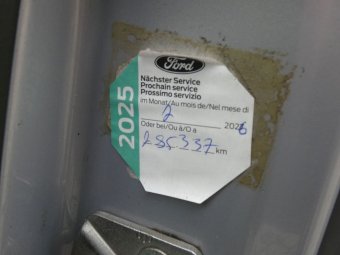 Ford
Nächster Service
Prochain service
Prossimo servizio
im Monat/Au mois de/Nel mese di
2 2026
Oder bei/Ou à/O a
285337 km
2025